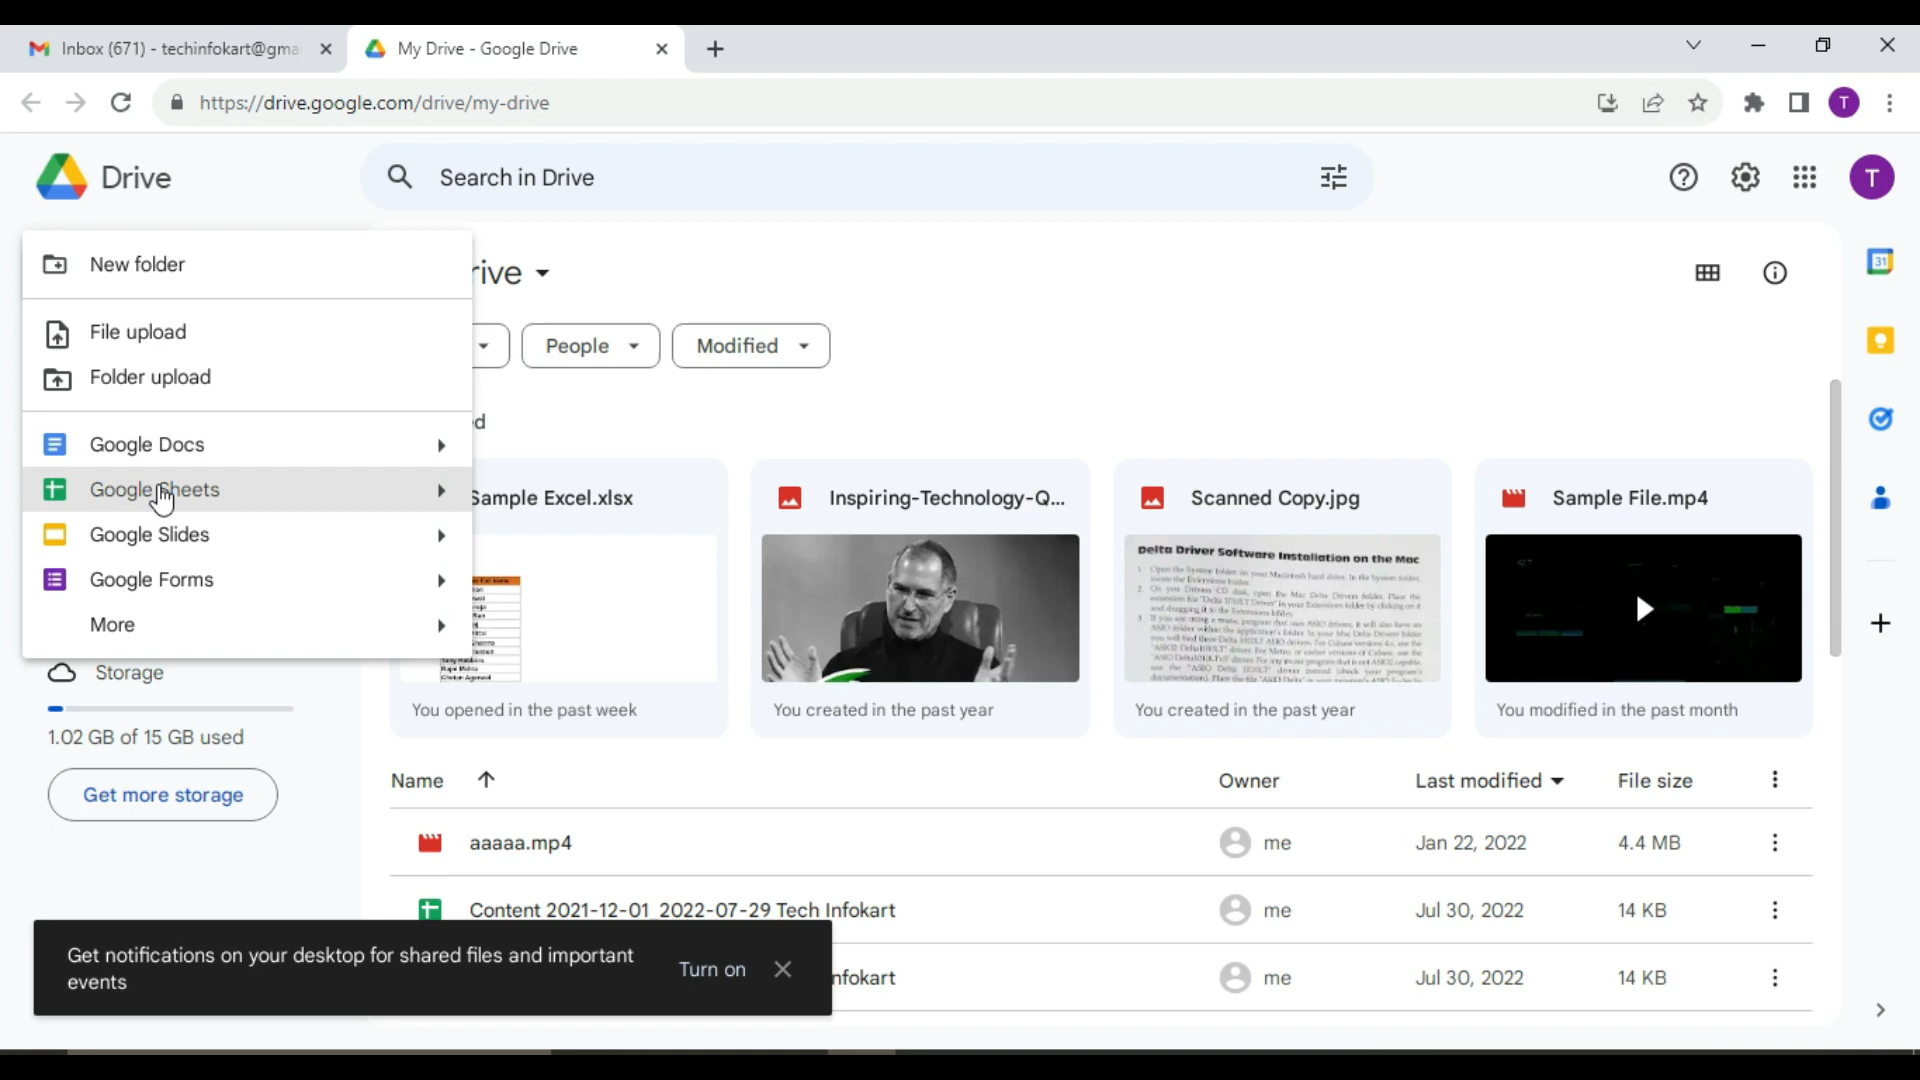 Inbox (671) - techinfokart@gma
My Drive - Google Drive
https://drive.google.com/drive/my-drive
T
Drive
Search in Drive
T
New folder
rive
31
File upload
People
Modified
Folder upload
ed
Google Docs
Google Sheets
Sample Excel.xlsx
Inspiring-Technology-Q...
Scanned Copy.jpg
Sample File.mp4
Google Slides
Delta Driver Software Installation on the Mac
Google Forms
More
Storage
You opened in the past week
You created in the past year
You created in the past year
You modified in the past month
1.02 GB of 15 GB used
Get more storage
Name
Owner
Last modified
File size
aaaaa.mp4
me
Jan 22, 2022
4.4 MB
Content 2021-12-01_2022-07-29 Tech Infokart
me
Jul 30, 2022
14 KB
Get notifications on your desktop for shared files and important
events
Turn on
nfokart
me
Jul 30, 2022
14 KB